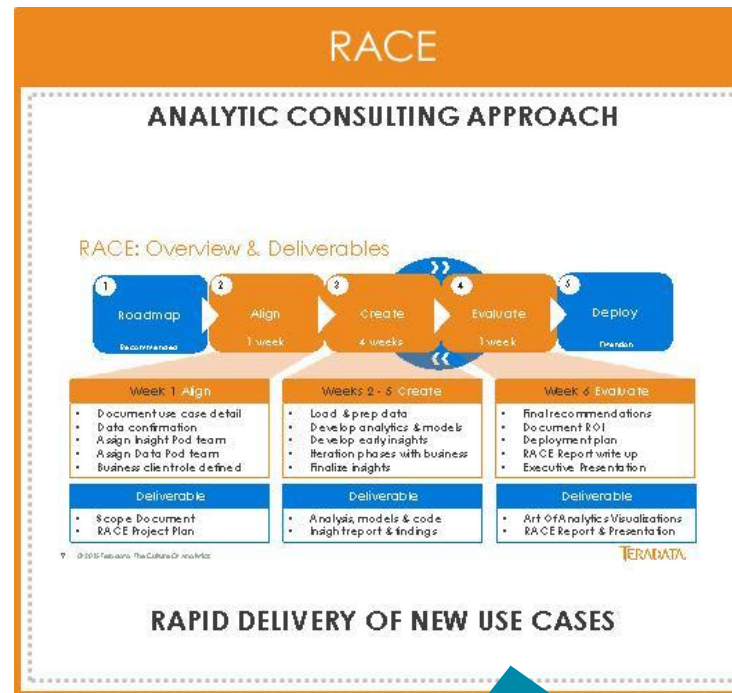 RACE
ANALYTIC CONSULTING APPROACH
RACE: Overview & Deliverables
1
2
3
4
5
Roadmap
Align
Create
Evaluate
Deploy
Recommended
1 week
4 weeks
1 week
Week 1 Align
Document use case detail
Data confirmation
Assign Insight Pod team
Assign Data Pod team
Business client role defined
Deliverable
Scope Document
RACE Project Plan
Weeks 2 - 5 Create
Load & prep data
Develop analytics & models
Develop early insights
Iteration phases with business
Finalize insights
Deliverable
Analysis, models & code
Insight report & findings
Week 6 Evaluate
Final recommendations
Document ROI
Deployment plan
RACE Report write up
Executive Presentation
Deliverable
Art Of Analytics Visualizations
RACE Report & Presentation
TERADATA
RAPID DELIVERY OF NEW USE CASES